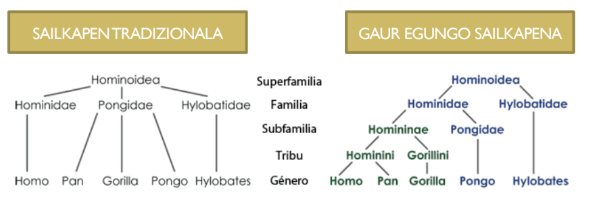 SAILKAPEN TRADIZIONALA
GAUR EGUNGO SAILKAPENA
Hominoidea
Hominidae Pongidae Hylobatidae
Homo Pan Gorilla Pongo Hylobates
Superfamilia
Familia
Subfamilia
Tribu
Género
Hominoidea
Hominidae Hylobatidae
Homininae Pongidae
Hominini Gorillini
Homo Pan Gorilla Pongo Hylobates